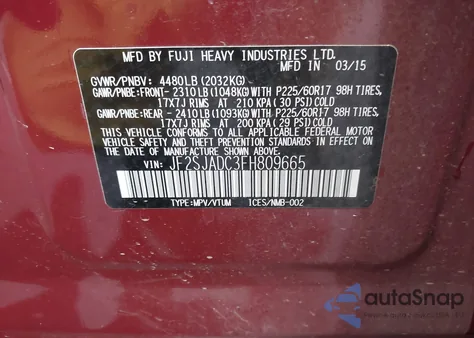 MFD BY FUJI HEAVY INDUSTRIES LTD.
IN 03/15
GVWR/PNBV: 4480LB (2032KG)
GAWR/PNBE:FRONT- 2310LB(1048KG)WITH P225/60R17 98H TIRES,
17X7J RIMS AT 210 KPA( 30 PSI)COLD
GAWR/PNBE:REAR - 2410LB(1093KG)WITH P225/60R17 98H TIRES,
17X7J RIMS AT 200 KPA( 29 PSI)COLD
THIS VEHICLE CONFORMS TO ALL APPLICABLE FEDERAL MOTOR
VEHICLE SAFETY AND
STANDARDS IN EFFECT ON THE DATE OF MANUFACTURE SHOWN ABOVE.
VIN: JF2SJADC3FH809665
TYPE:MPV/VTUM ICES/NMB-002
autoSnap